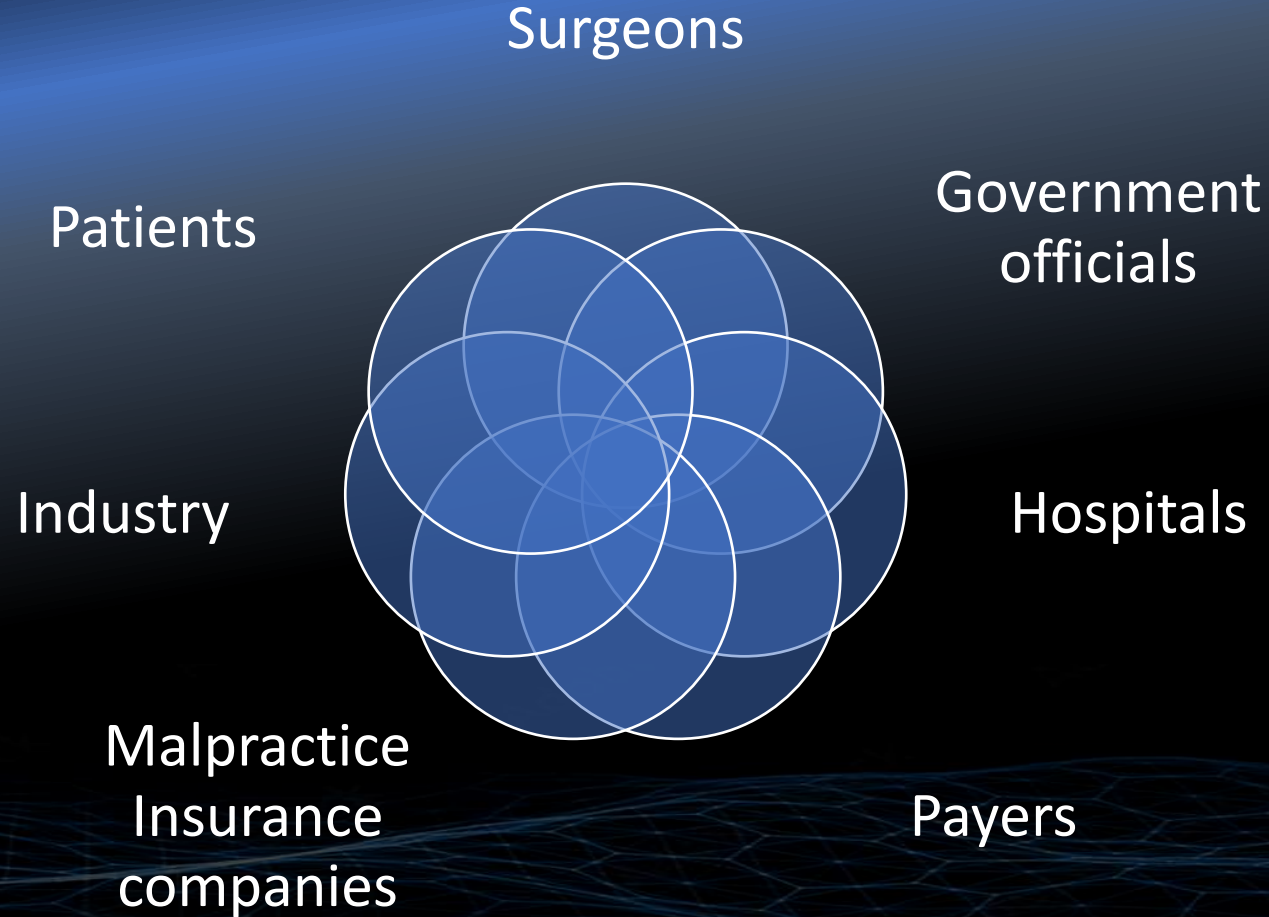 Surgeons
Patients
Government
officials
Industry
Hospitals
Malpractice
Insurance
companies
Payers